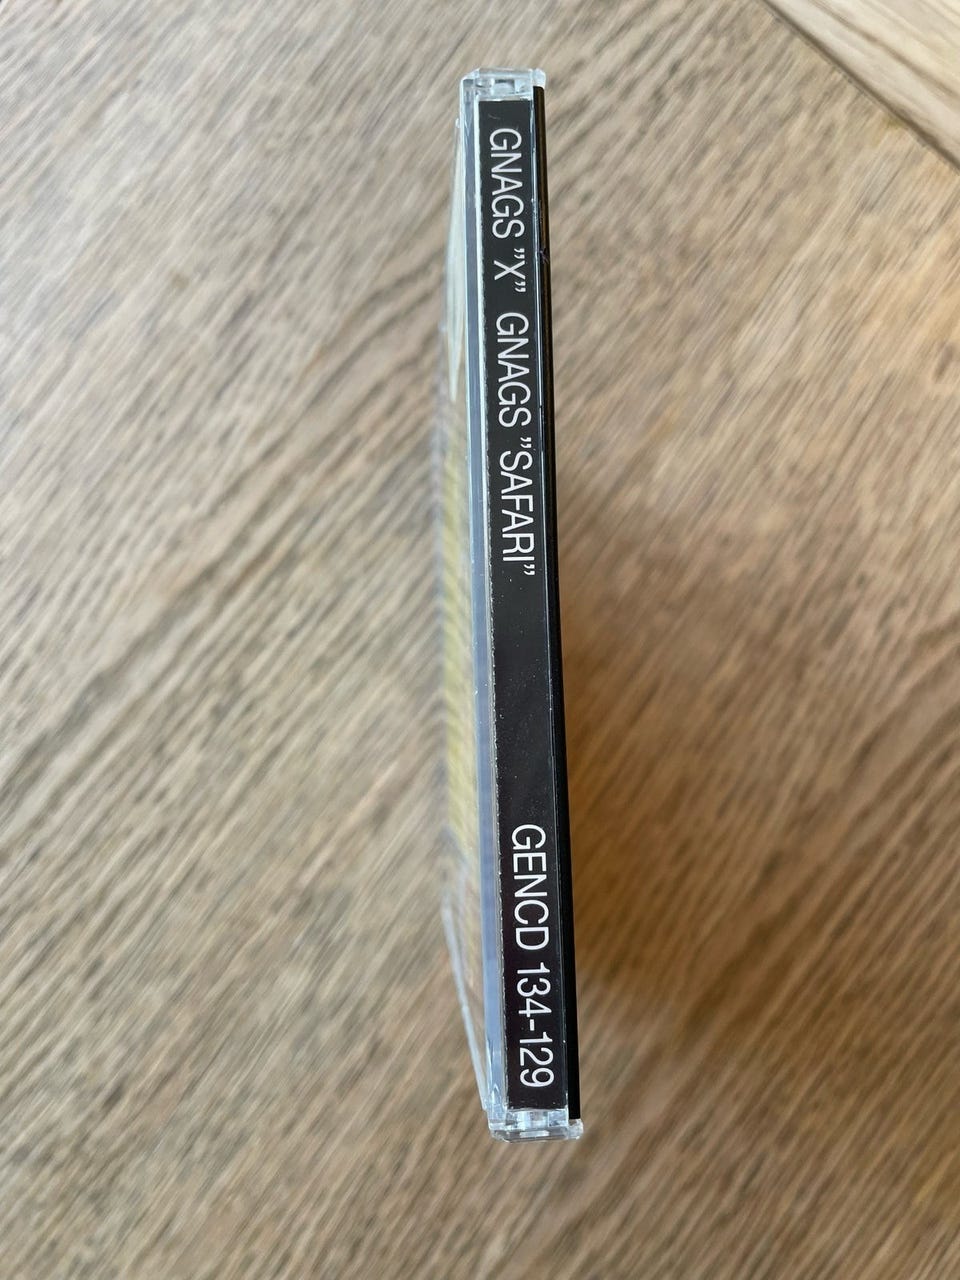 GNAGS ”X” GNAGS ”SAFARI” GENCD 134-129